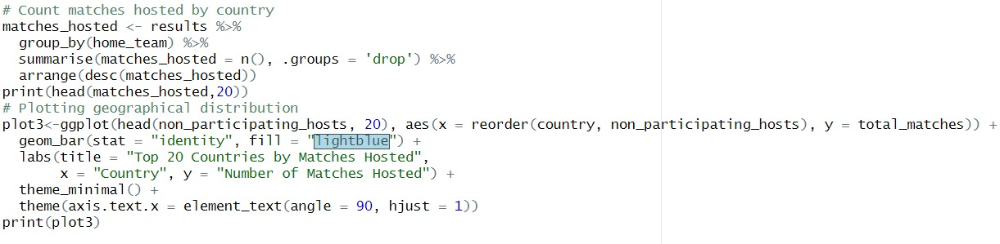 # Count matches hosted by country
matches_hosted <- results %>%
  group_by(home_team) %>%
  summarise(matches_hosted = n(), .groups = 'drop') %>%
  arrange(desc(matches_hosted))
print(head(matches_hosted,20))
# Plotting geographical distribution
plot3<-ggplot(head(non_participating_hosts, 20), aes(x = reorder(country, non_participating_hosts), y = total_matches)) +
  geom_bar(stat = "identity", fill = "lightblue") +
  labs(title = "Top 20 Countries by Matches Hosted",
       x = "Country", y = "Number of Matches Hosted") +
  theme_minimal() +
  theme(axis.text.x = element_text(angle = 90, hjust = 1))
print(plot3)